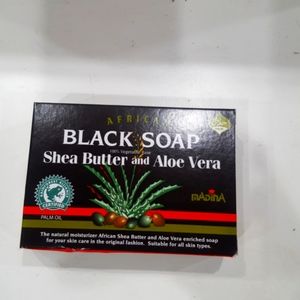 AFRICAN
BLACK SOAP
100% Vegetable Base
Shea Butter and Aloe Vera
MADINA
CERTIFIED
PALM OIL
The natural moisturizer African Shea Butter and Aloe Vera enriched soap
for your skin care in the original fashion. Suitable for all skin types.